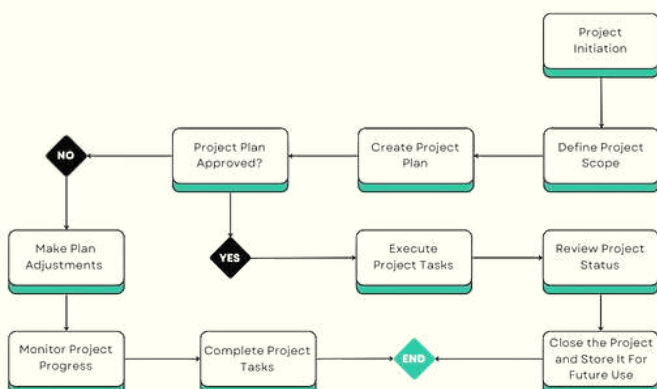 Project
Initiation
NO
Project Plan
Approved?
Create Project
Plan
Define Project
Scope
Make Plan
Adjustments
YES
Execute
Project Tasks
Review Project
Status
Monitor Project
Progress
Complete Project
Tasks
END
Close the Project
and Store It For
Future Use